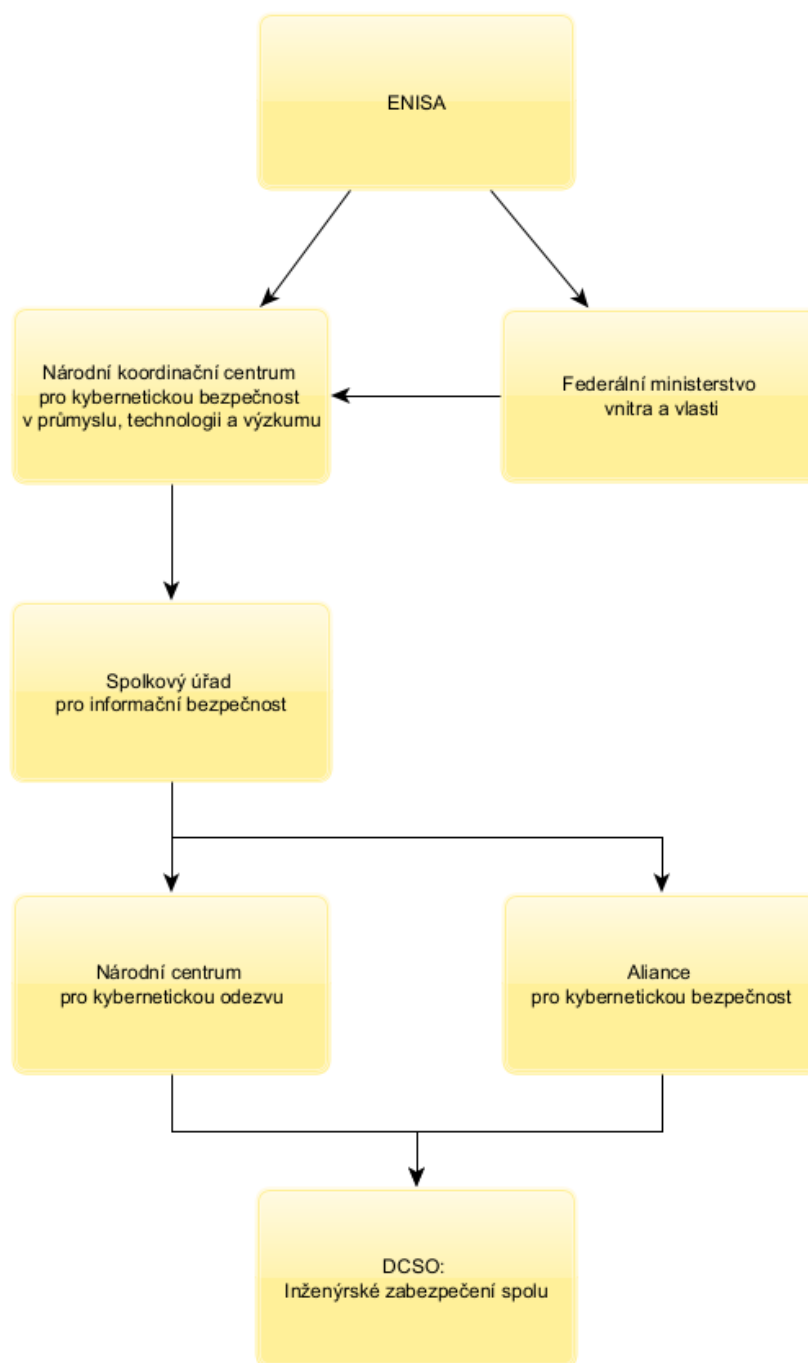 ENISA
Národní koordinační centrum
pro kybernetickou bezpečnost
v průmyslu, technologii a výzkumu
Federální ministerstvo
vnitra a vlasti
Spolkový úřad
pro informační bezpečnost
Národní centrum
pro kybernetickou odezvu
Aliance
pro kybernetickou bezpečnost
DCSO:
Inženýrské zabezpečení spolu